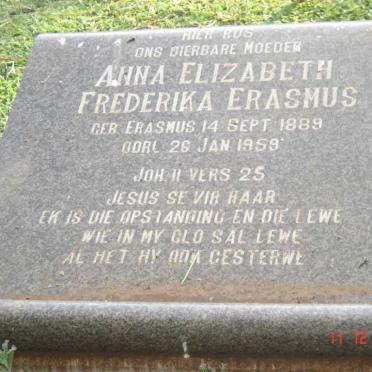 HIER RUS
ONS DIERBARE MOEDER
ANNA ELIZABETH
FREDERIKA ERASMUS
GEB. ERASMUS 14 SEPT. 1889
OORL. 26 JAN. 1959
JOH. 11 VERS 25
JESUS SE VIR HAAR
EK IS DIE OPSTANDING EN DIE LEWE
WIE IN MY GLO SAL LEWE
AL HET HY OOK GESTERWE
11 12